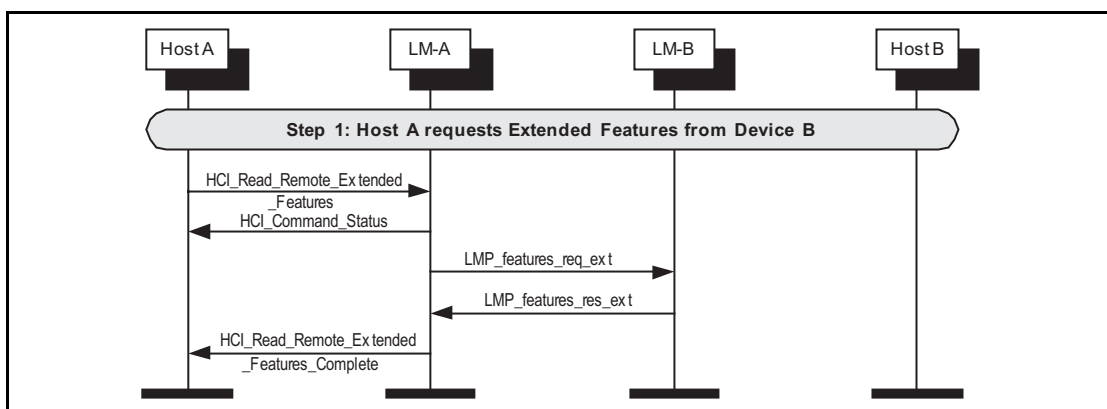 Host A
LM-A
LM-B
Host B
Step 1: Host A requests Extended Features from Device B
HCI_Read_Remote_Extended
_Features
HCI_Command_Status
LMP_features_req_ext
LMP_features_res_ext
HCI_Read_Remote_Extended
_Features_Complete